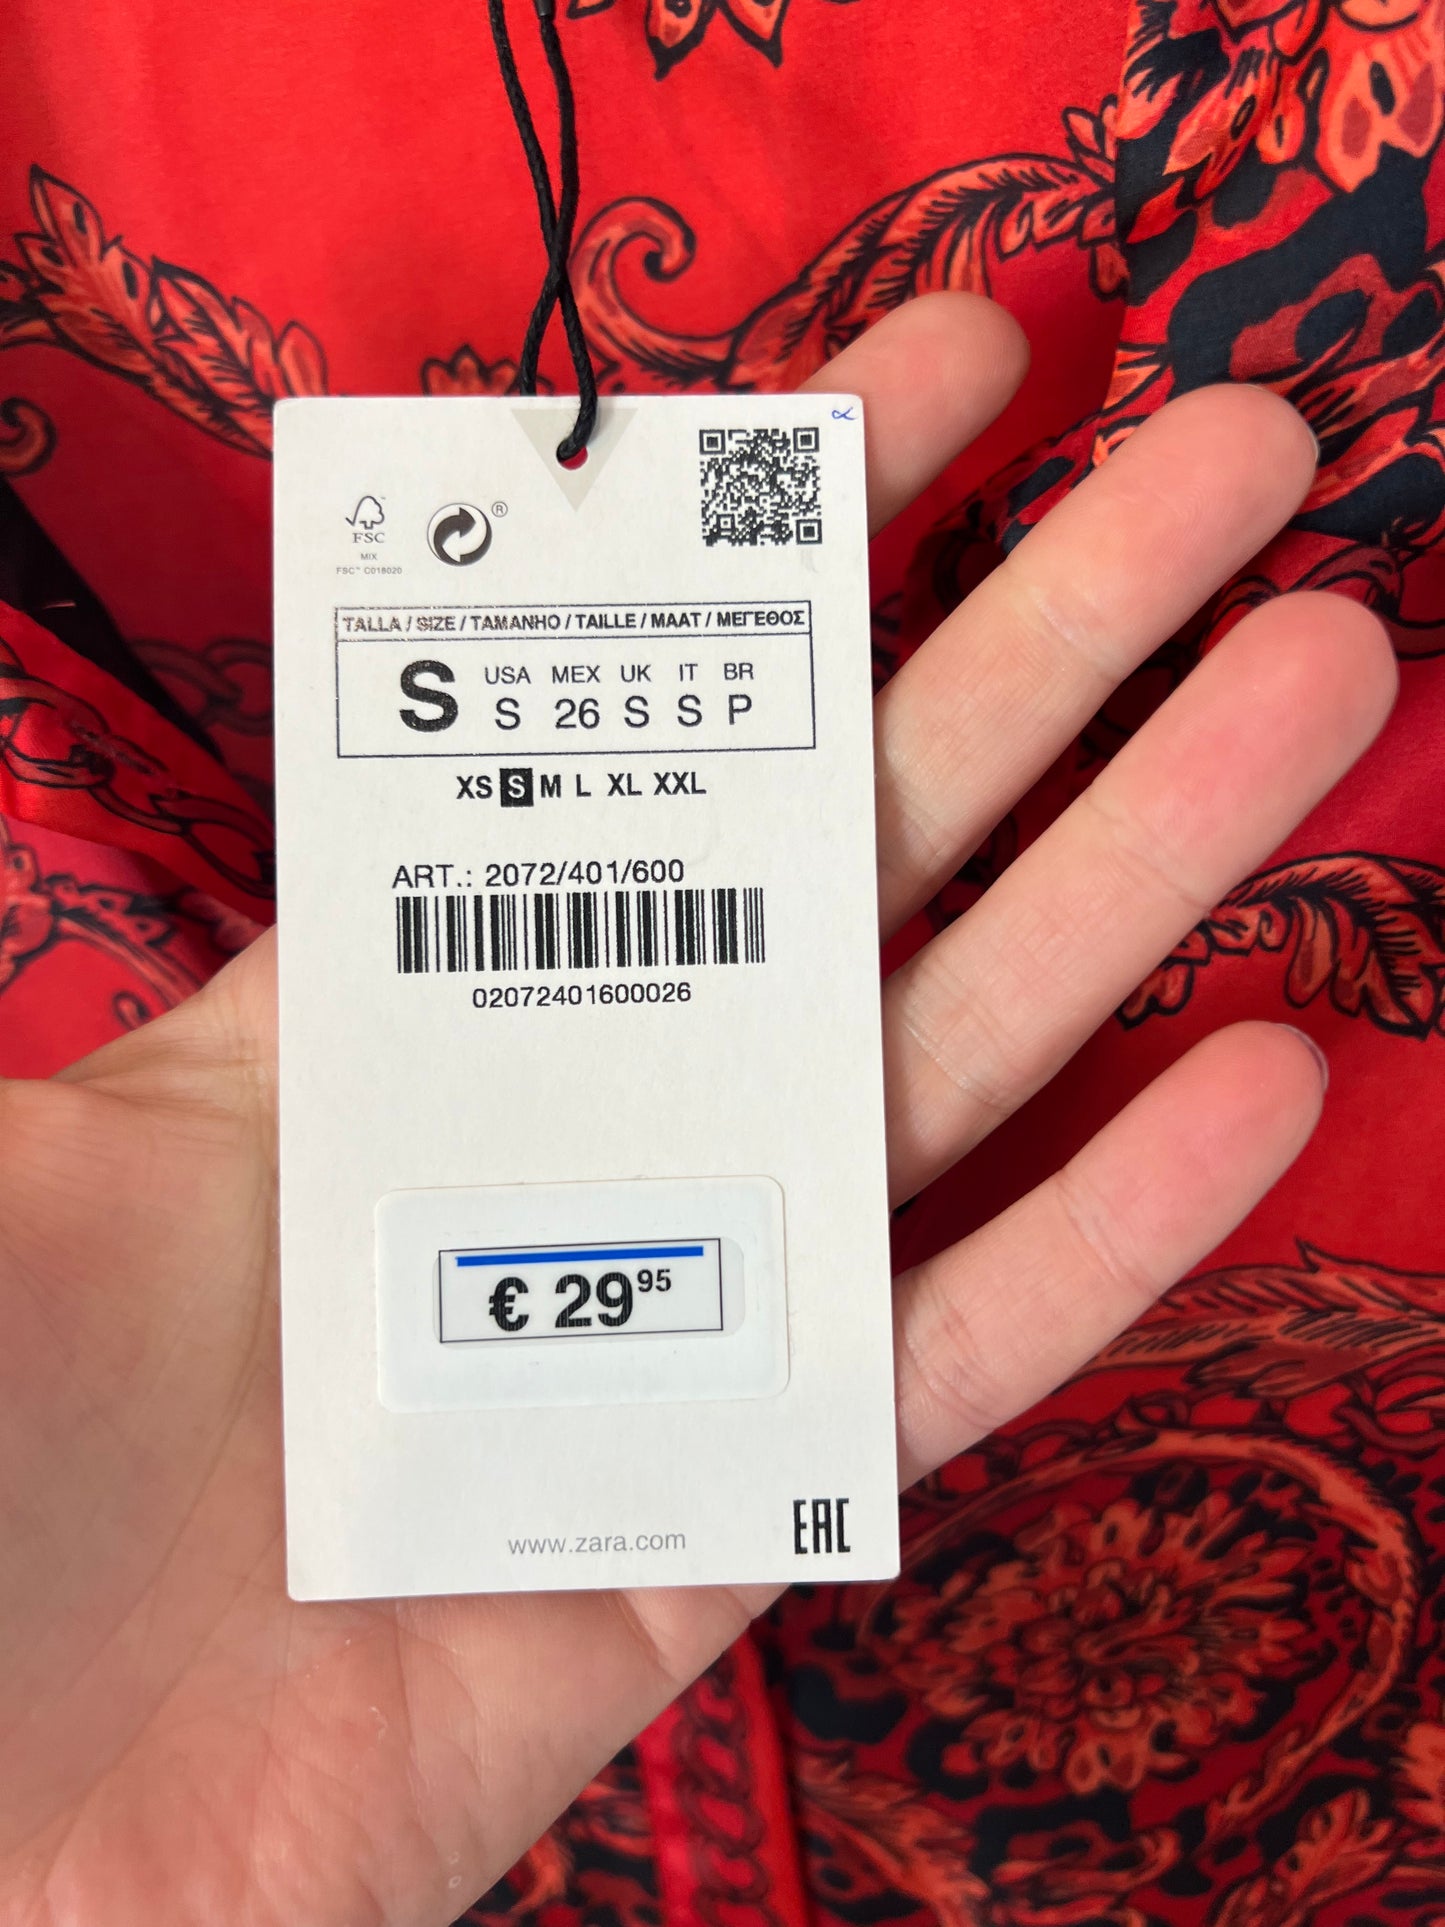 FSC
MIX
FSC™ C018020
®
TALLA / SIZE / TAMANHO / TAILLE / MAAT / ΜΕΓΕΘΟΣ
S
USA MEX UK IT BR
S 26 S S P
XS S M L XL XXL
ART.: 2072/401/600
02072401600026
€ 29 95
www.zara.com
EAC